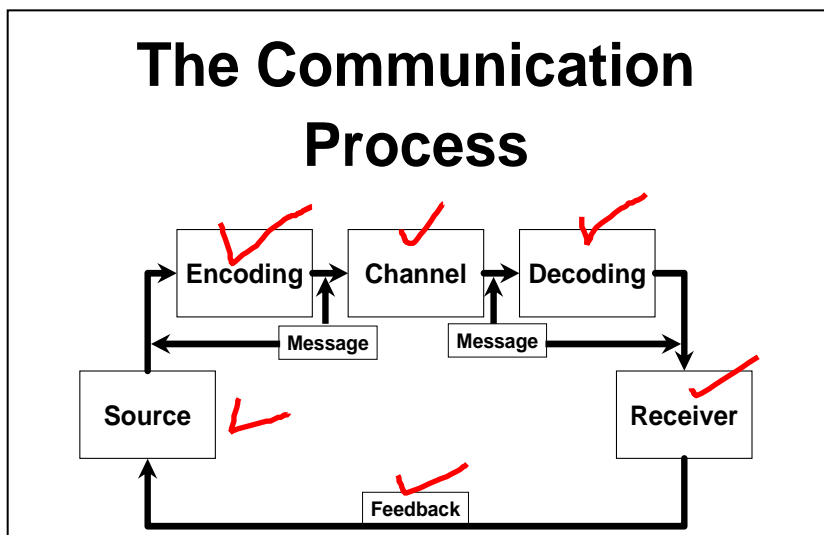 The Communication
Process
Encoding
Channel
Decoding
Message
Message
Source
Receiver
Feedback